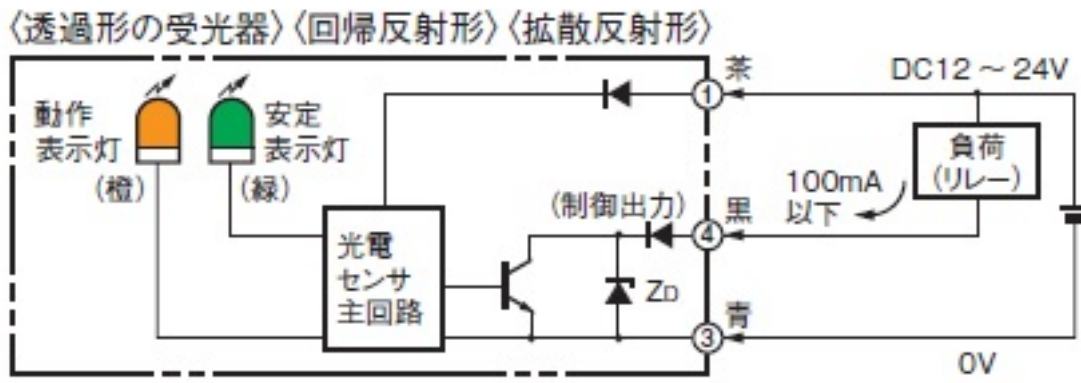 〈透過形の受光器〉〈回帰反射形〉〈拡散反射形〉
動作
表示灯
(橙)
安定
表示灯
(緑)
光電
センサ
主回路
(制御出力)
ZD
① 茶
④ 黒
③ 青
DC12～24V
100mA
以下
負荷
(リレー)
0V